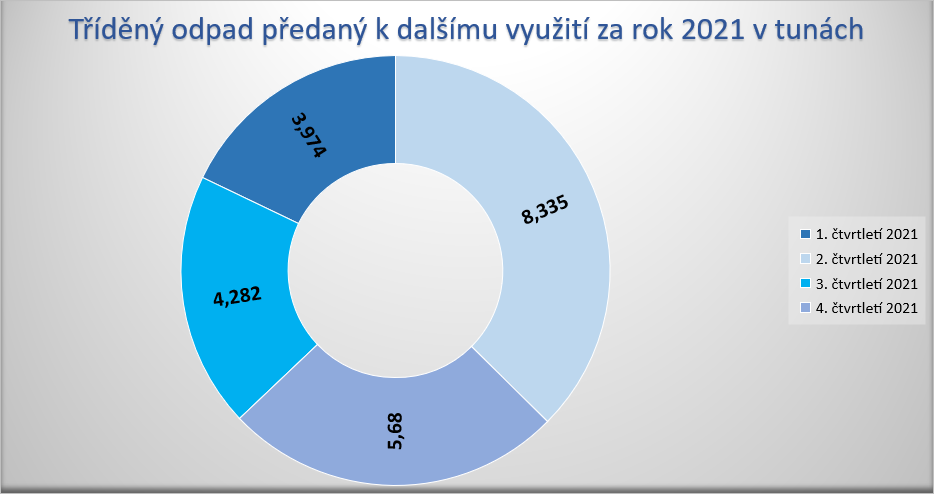 Tříděný odpad předaný k dalšímu využití za rok 2021 v tunách
3,974
8,335
4,282
5,68
1. čtvrtletí 2021
2. čtvrtletí 2021
3. čtvrtletí 2021
4. čtvrtletí 2021